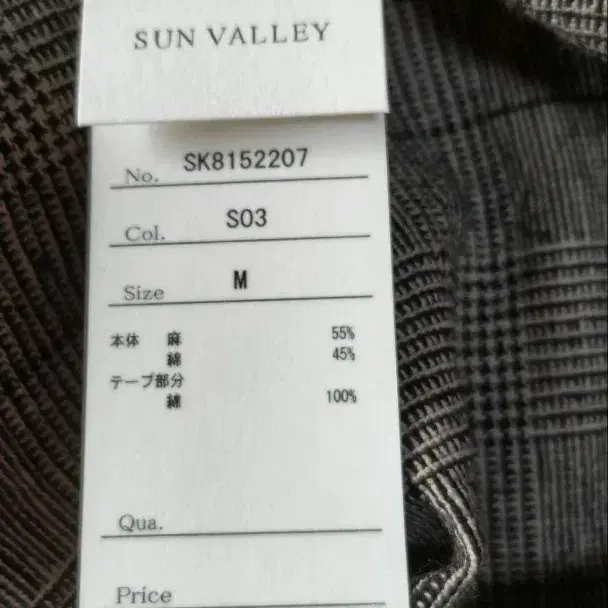 SUN VALLEY
No. SK8152207
Col. S03
Size M
本体 麻 55%
綿 45%
テープ部分
綿 100%
Qua.
Price